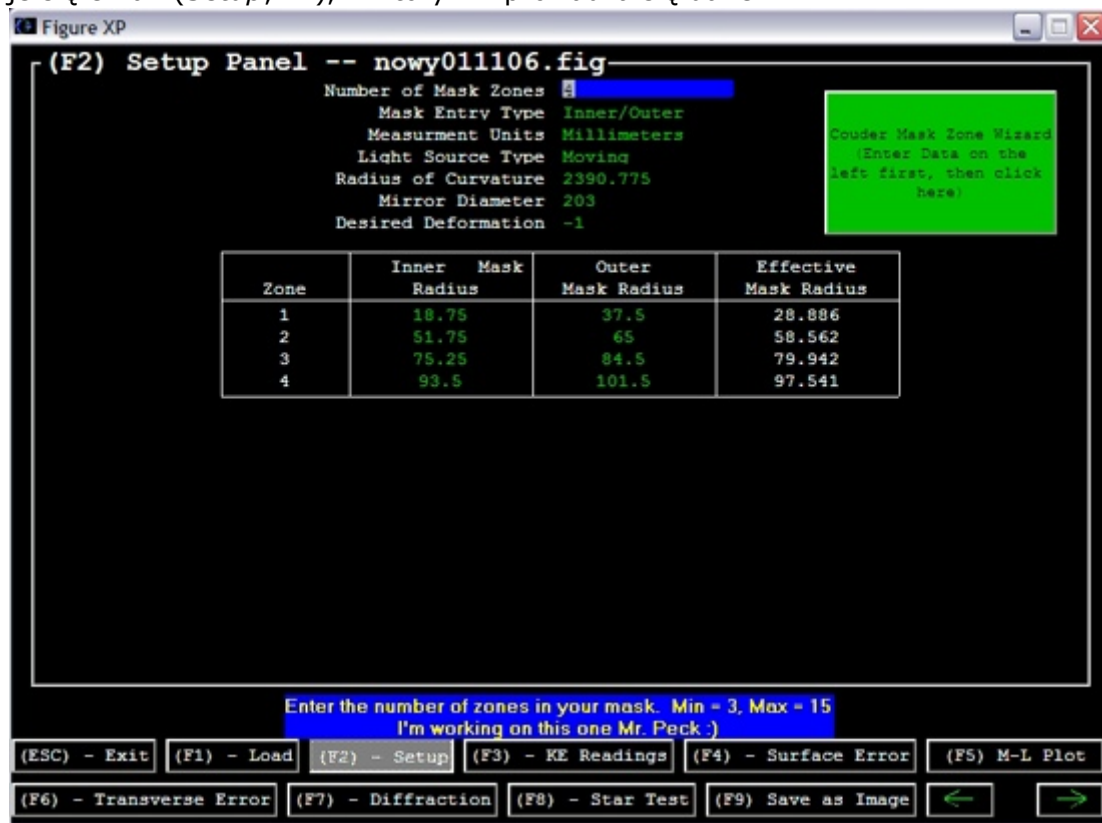 Figure XP
(F2) Setup Panel -- nowy011106.fig
Number of Mask Zones 4
Mask Entry Type Inner/Outer
Measurment Units Millimeters
Light Source Type Moving
Radius of Curvature 2390.775
Mirror Diameter 203
Desired Deformation -1
Couder Mask Zone Wizard
(Enter Data on the
left first, then click
here)
Zone Inner Mask Radius Outer Mask Radius Effective Mask Radius
1 18.75 37.5 28.886
2 51.75 65 58.562
3 75.25 84.5 79.942
4 93.5 101.5 97.541
Enter the number of zones in your mask. Min = 3, Max = 15
I'm working on this one Mr. Peck :)
(ESC) - Exit (F1) - Load (F2) - Setup (F3) - KE Readings (F4) - Surface Error (F5) M-L Plot
(F6) - Transverse Error (F7) - Diffraction (F8) - Star Test (F9) Save as Image